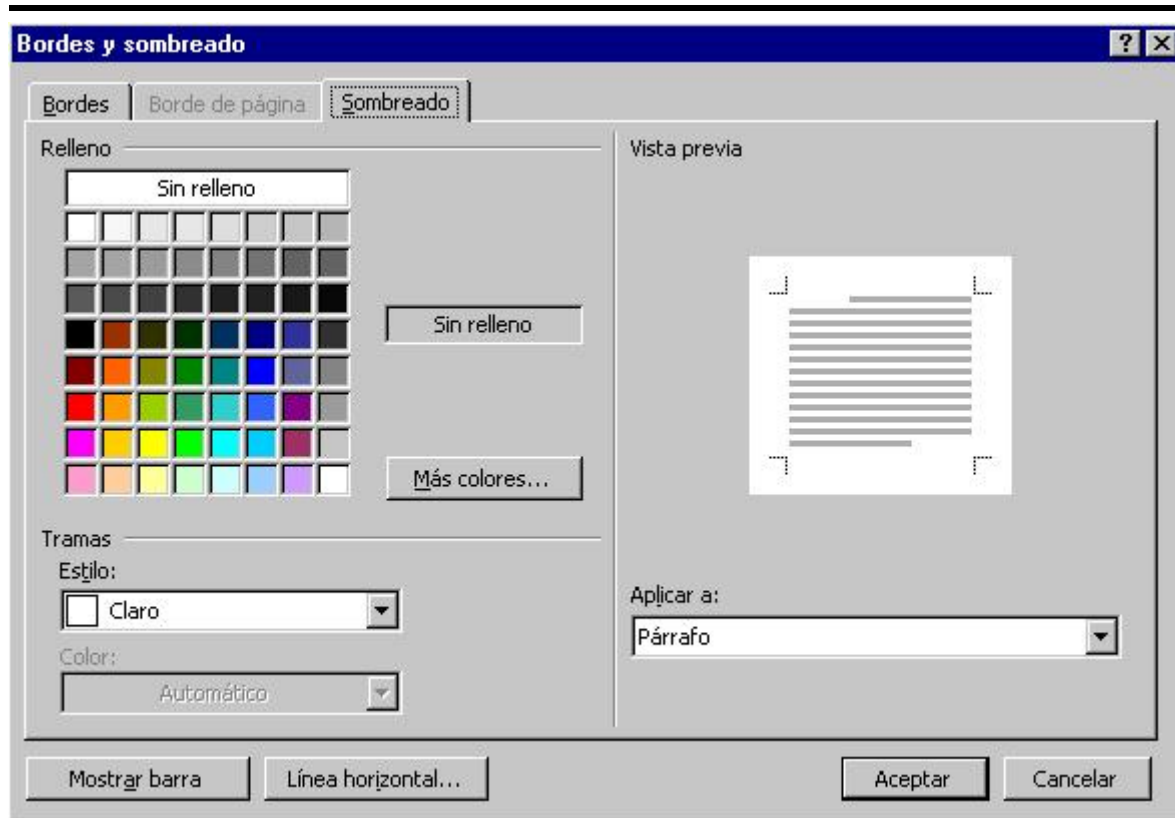 Bordes y sombreado
Bordes
Borde de página
Sombreado
Relleno
Sin relleno
Sin relleno
Más colores...
Tramas
Estilo:
Claro
Color:
Automático
Vista previa
Aplicar a:
Párrafo
Mostrar barra
Línea horizontal...
Aceptar
Cancelar